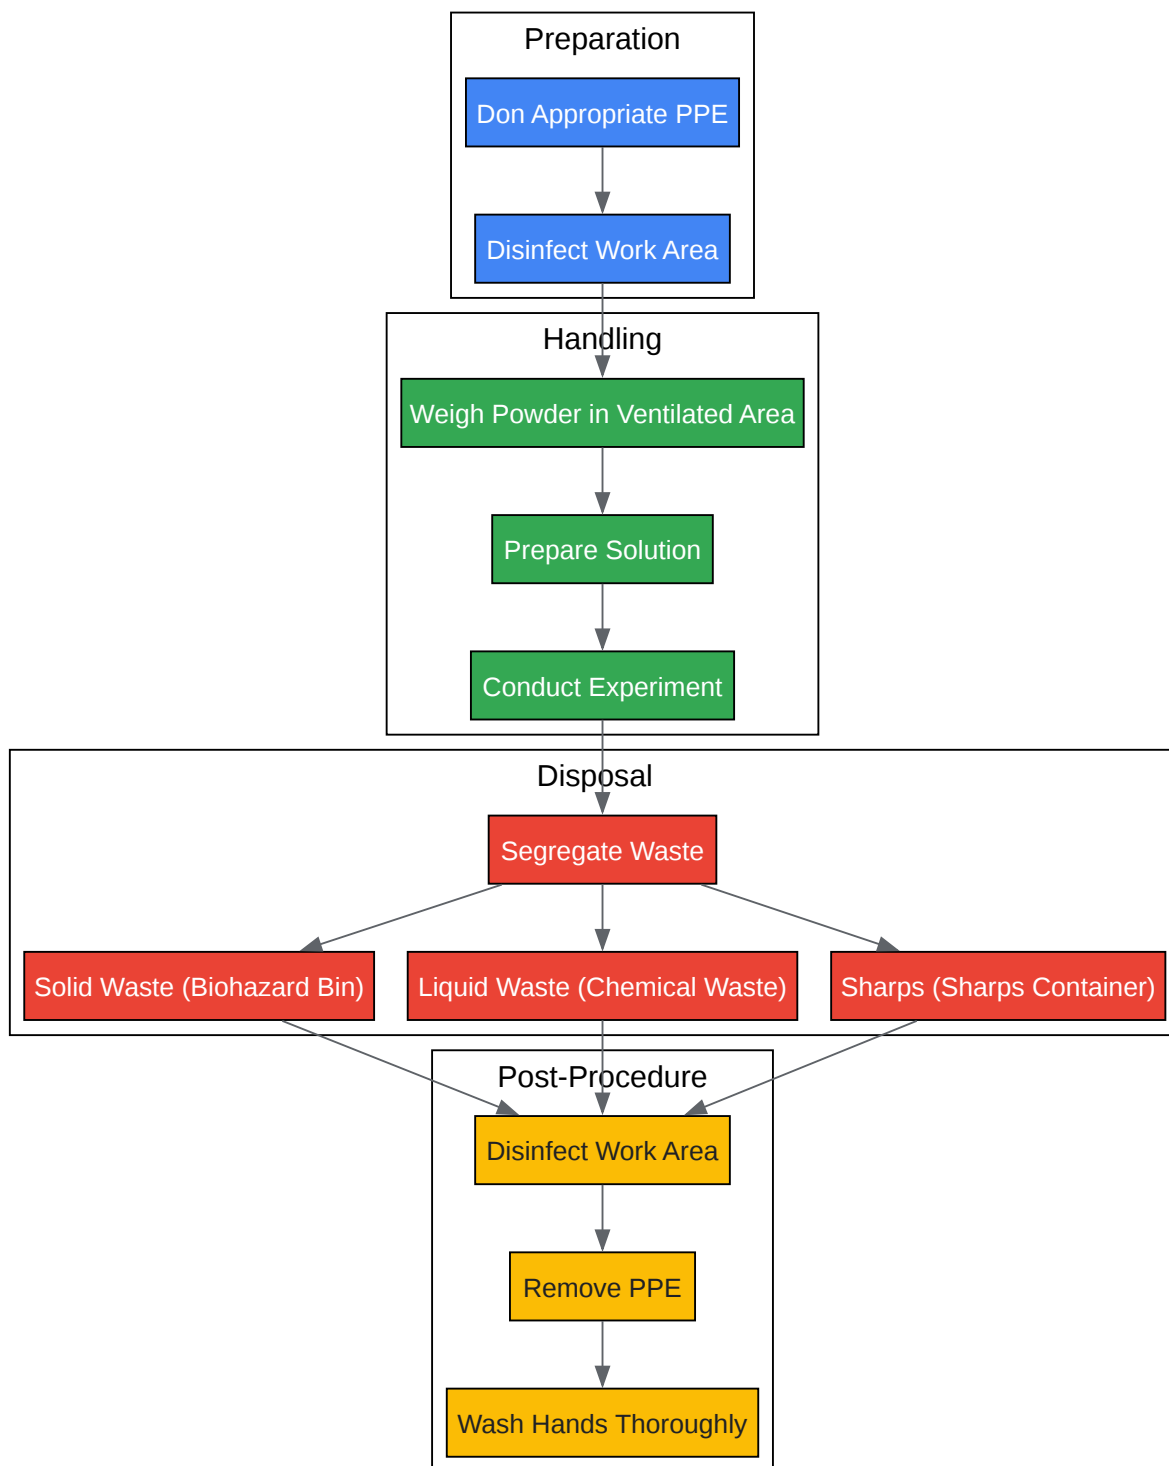 Preparation
Don Appropriate PPE
Disinfect Work Area
Handling
Weigh Powder in Ventilated Area
Prepare Solution
Conduct Experiment
Disposal
Segregate Waste
Solid Waste (Biohazard Bin)
Liquid Waste (Chemical Waste)
Sharps (Sharps Container)
Post-Procedure
Disinfect Work Area
Remove PPE
Wash Hands Thoroughly